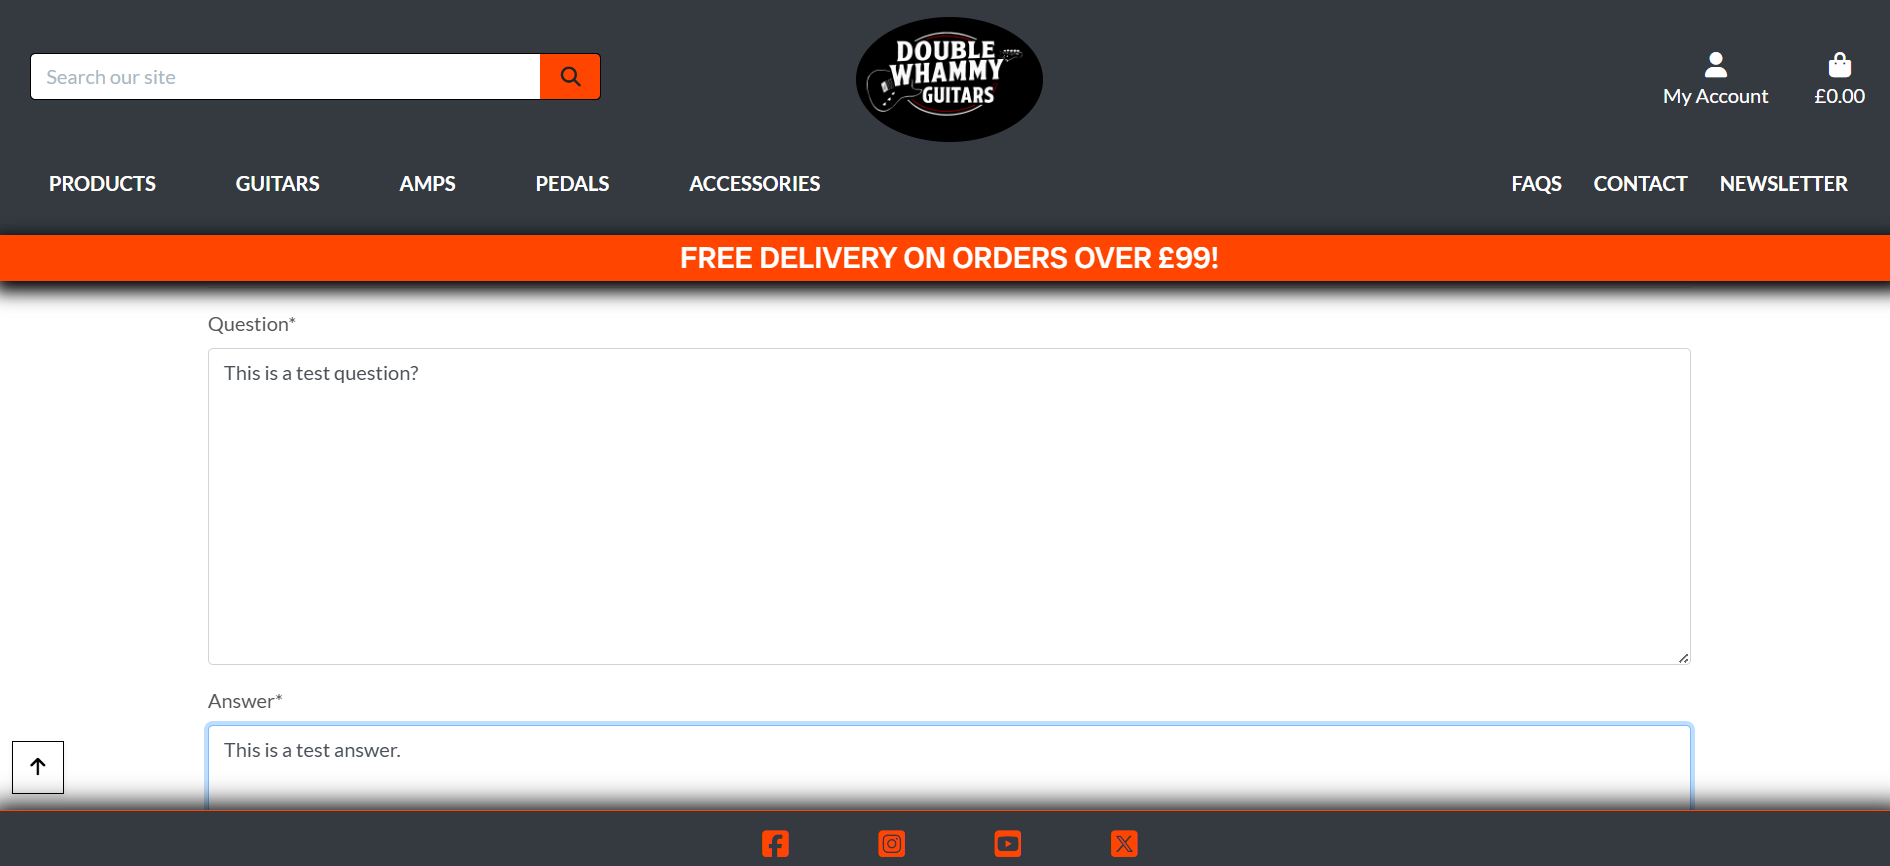 Search our site
DOUBLE
WHAMMY
GUITARS
My Account
£0.00
PRODUCTS
GUITARS
AMPS
PEDALS
ACCESSORIES
FAQS
CONTACT
NEWSLETTER
FREE DELIVERY ON ORDERS OVER £99!
Question*
This is a test question?
Answer*
This is a test answer.